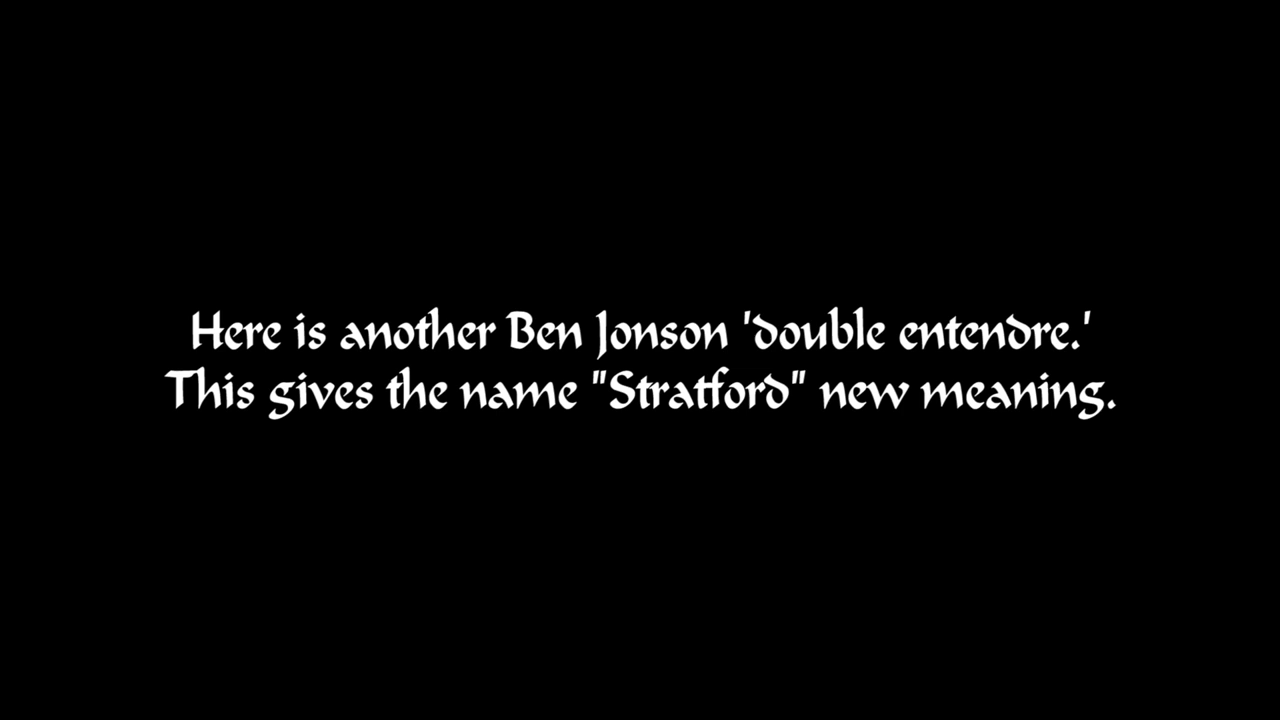 Here is another Ben Jonson 'double entendre.'
This gives the name "Stratford" new meaning.